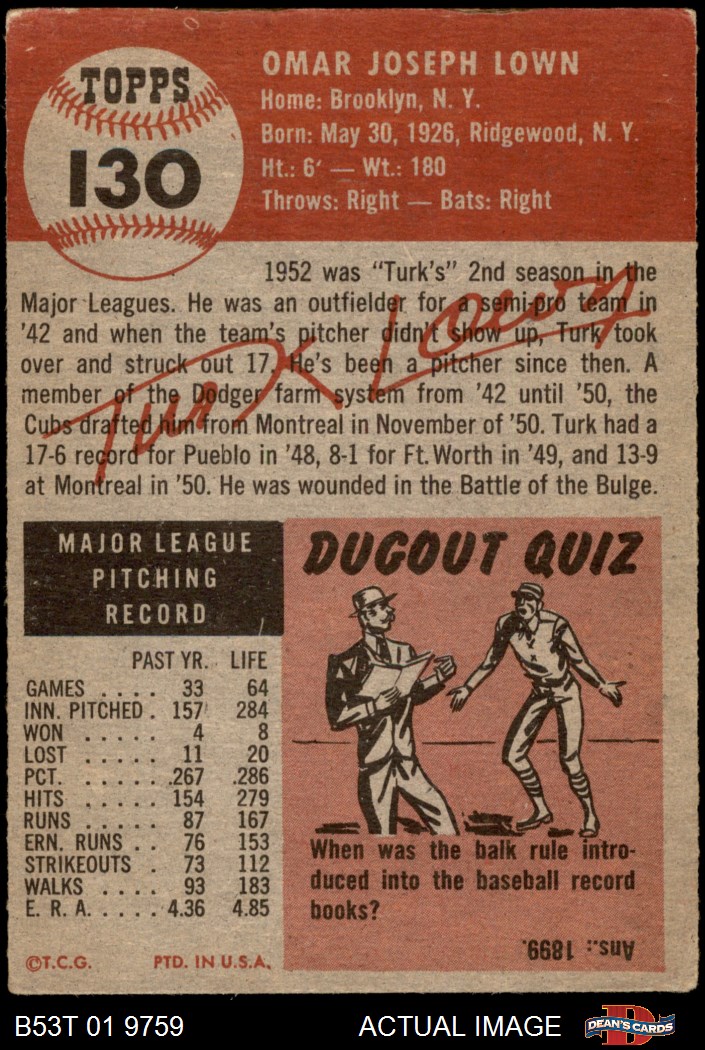 TOPPS
130
OMAR JOSEPH LOWN
Home: Brooklyn, N. Y.
Born: May 30, 1926, Ridgewood, N. Y.
Ht.: 6' — Wt.: 180
Throws: Right — Bats: Right
1952 was "Turk's" 2nd season in the
Major Leagues. He was an outfielder for a semi-pro team in
'42 and when the team's pitcher didn't show up, Turk took
over and struck out 17. He's been a pitcher since then. A
member of the Dodger farm system from '42 until '50, the
Cubs drafted him from Montreal in November of '50. Turk had a
17-6 record for Pueblo in '48, 8-1 for Ft. Worth in '49, and 13-9
at Montreal in '50. He was wounded in the Battle of the Bulge.
Turk Lown
MAJOR LEAGUE
PITCHING
RECORD
PAST YR. LIFE
GAMES . . . . 33 64
INN. PITCHED . 157 284
WON . . . . . 4 8
LOST . . . . . 11 20
PCT. . . . . . .267 .286
HITS . . . . . 154 279
RUNS . . . . . 87 167
ERN. RUNS . . 76 153
STRIKEOUTS . 73 112
WALKS . . . . 93 183
E. R. A. . . . . 4.36 4.85
©T.C.G. PTD. IN U.S.A.
DUGOUT QUIZ
When was the balk rule intro-
duced into the baseball record
books?
Ans.: 1899.
B53T 01 9759 ACTUAL IMAGE
D
DEAN'S CARDS